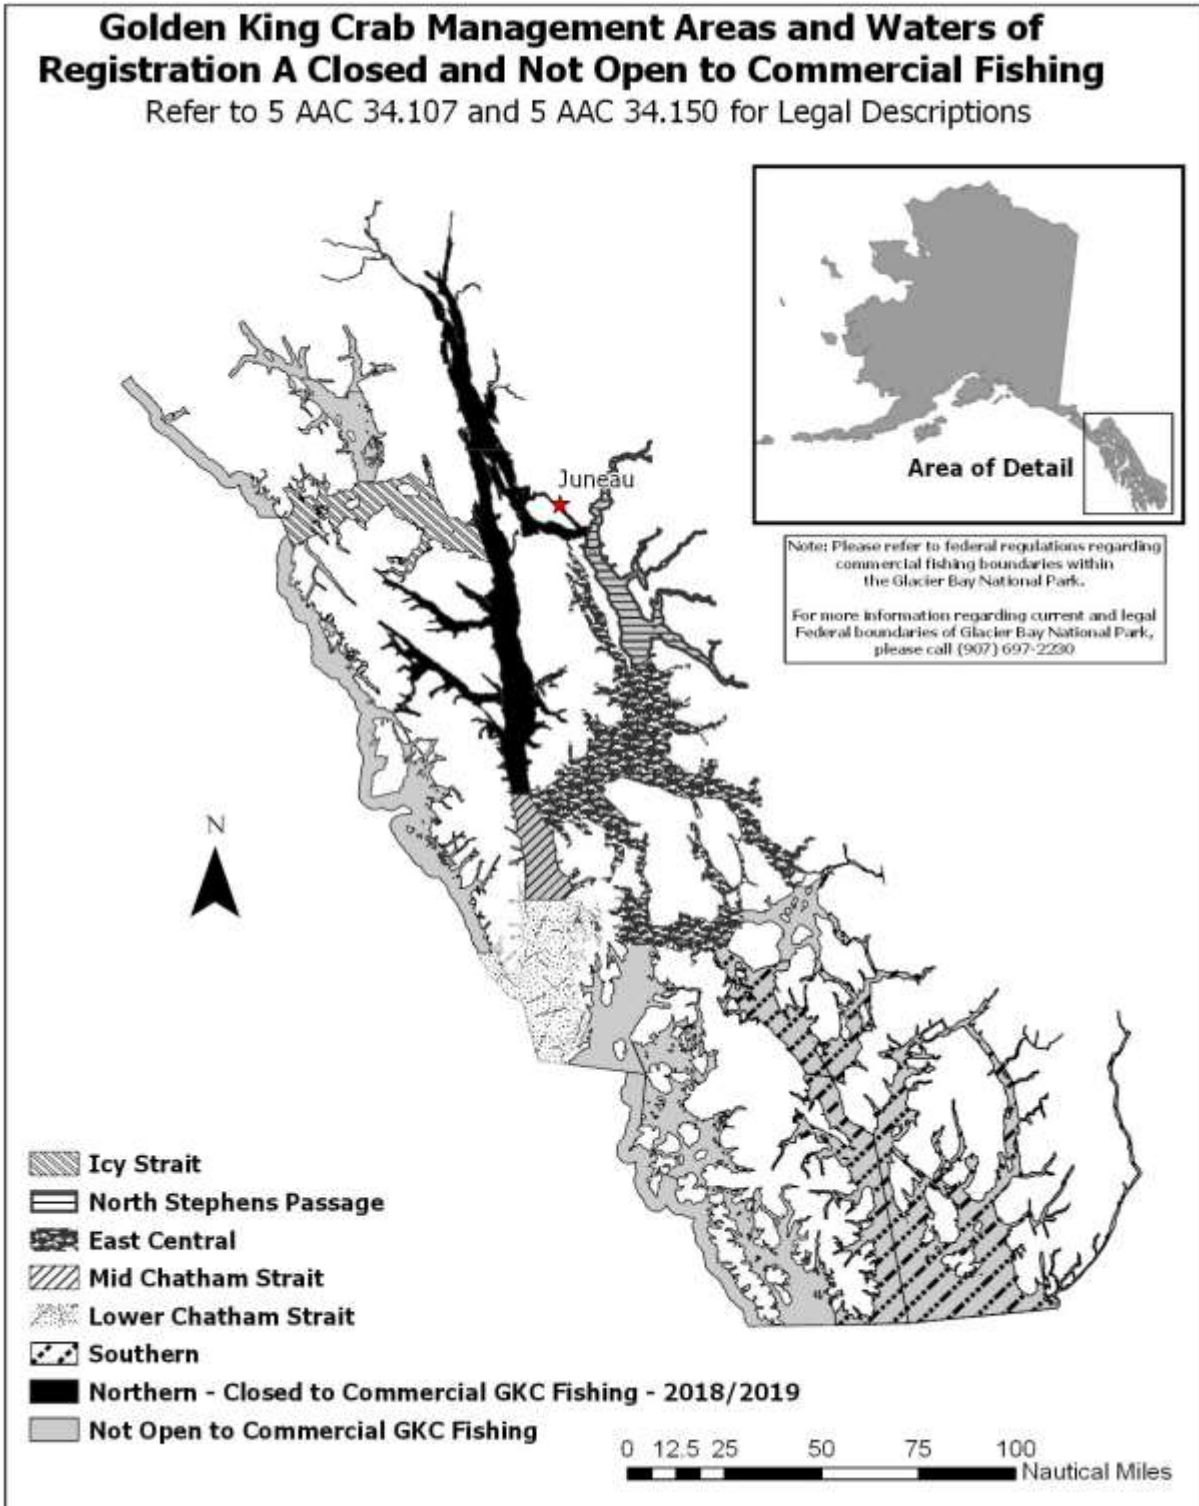 Golden King Crab Management Areas and Waters of
Registration A Closed and Not Open to Commercial Fishing
Refer to 5 AAC 34.107 and 5 AAC 34.150 for Legal Descriptions
Area of Detail
Juneau
Note: Please refer to federal regulations regarding
commercial fishing boundaries within
the Glacier Bay National Park.
For more information regarding current and legal
Federal boundaries of Glacier Bay National Park,
please call (907) 697-2230
N
Icy Strait
North Stephens Passage
East Central
Mid Chatham Strait
Lower Chatham Strait
Southern
Northern - Closed to Commercial GKC Fishing - 2018/2019
Not Open to Commercial GKC Fishing
0 12.5 25 50 75 100
Nautical Miles